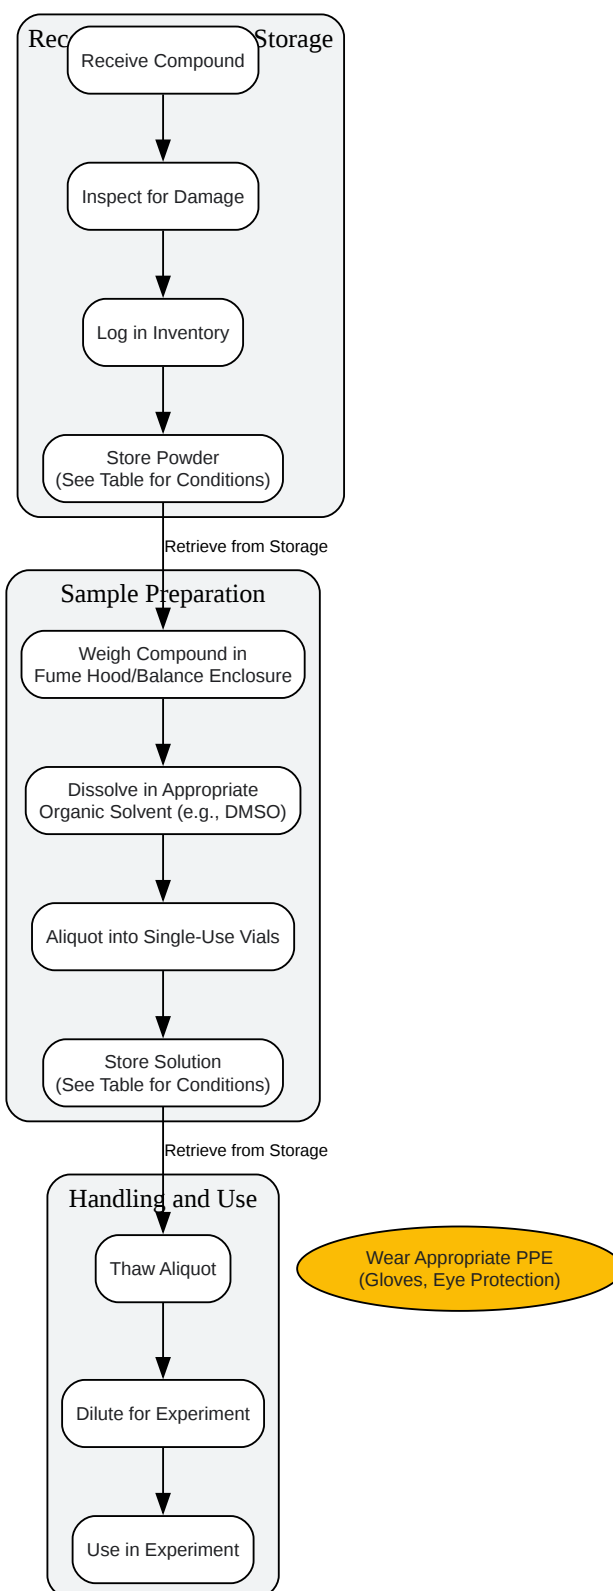 Rec Storage
Receive Compound
Inspect for Damage
Log in Inventory
Store Powder
(See Table for Conditions)
Retrieve from Storage
Sample Preparation
Weigh Compound in
Fume Hood/Balance Enclosure
Dissolve in Appropriate
Organic Solvent (e.g., DMSO)
Aliquot into Single-Use Vials
Store Solution
(See Table for Conditions)
Retrieve from Storage
Handling and Use
Thaw Aliquot
Wear Appropriate PPE
(Gloves, Eye Protection)
Dilute for Experiment
Use in Experiment